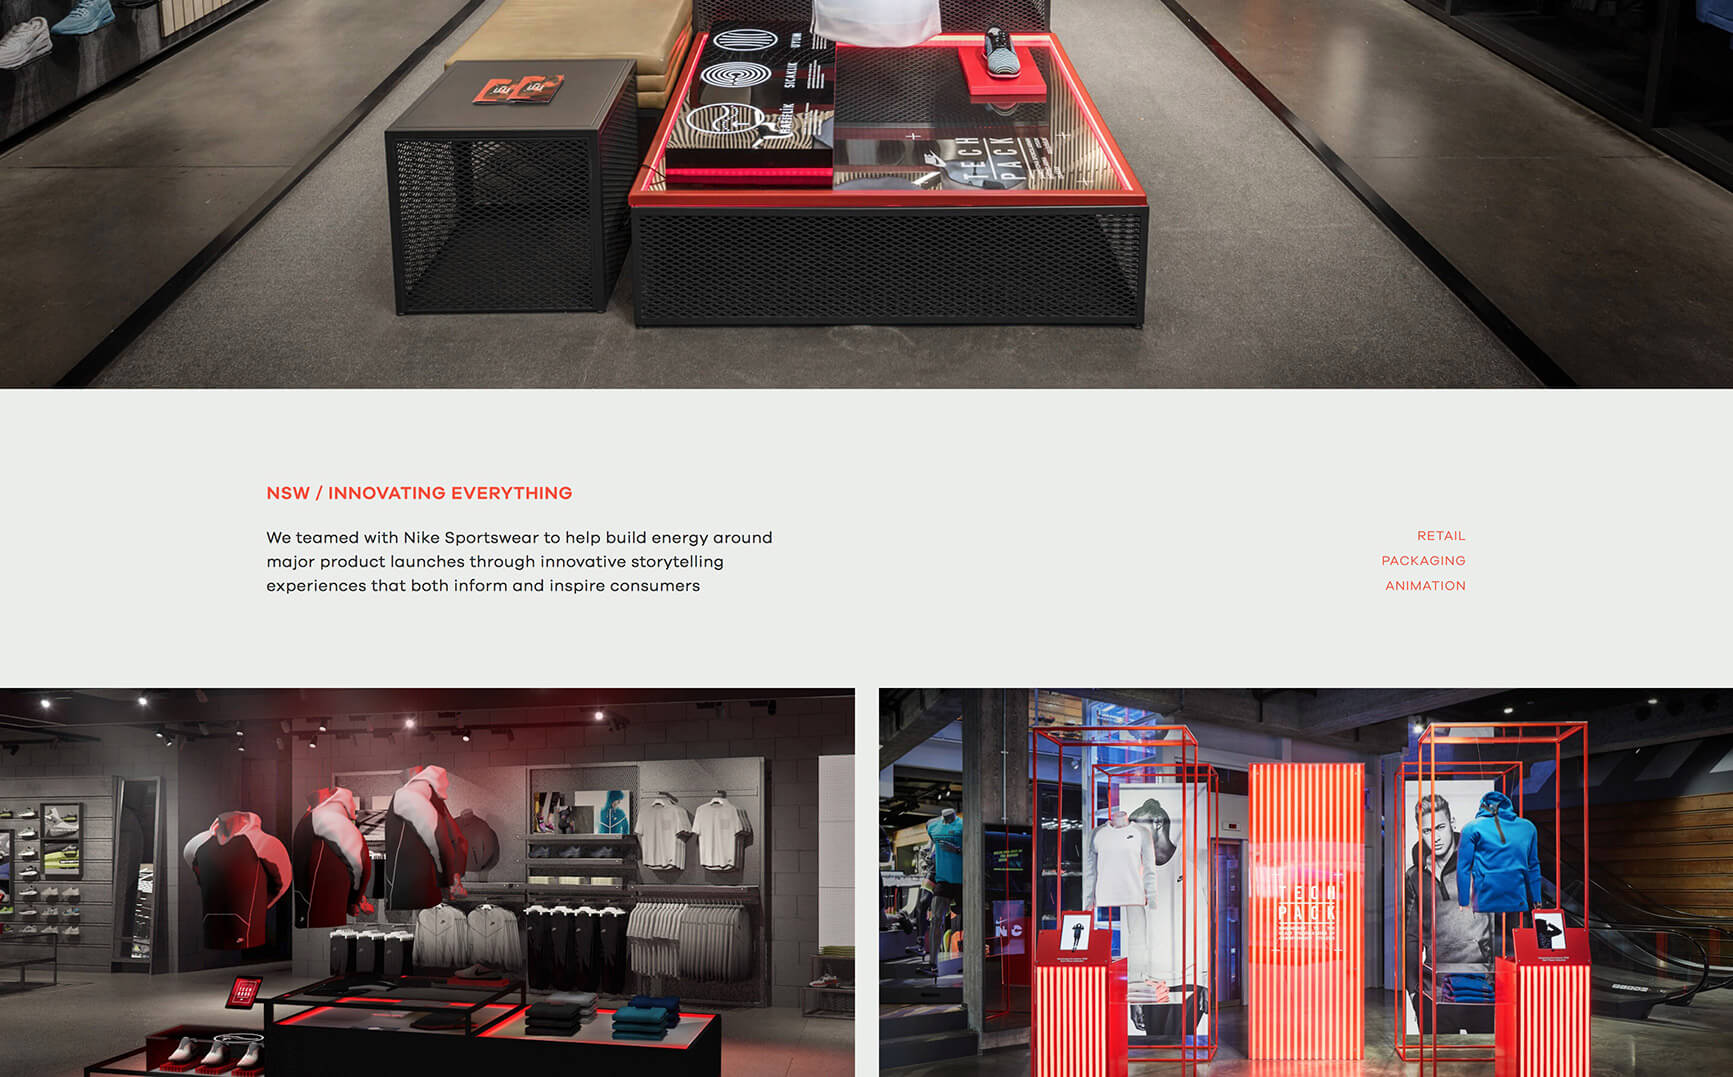 TECH
PACK
NSW / INNOVATING EVERYTHING
We teamed with Nike Sportswear to help build energy around
major product launches through innovative storytelling
experiences that both inform and inspire consumers
RETAIL
PACKAGING
ANIMATION
TECH
PACK